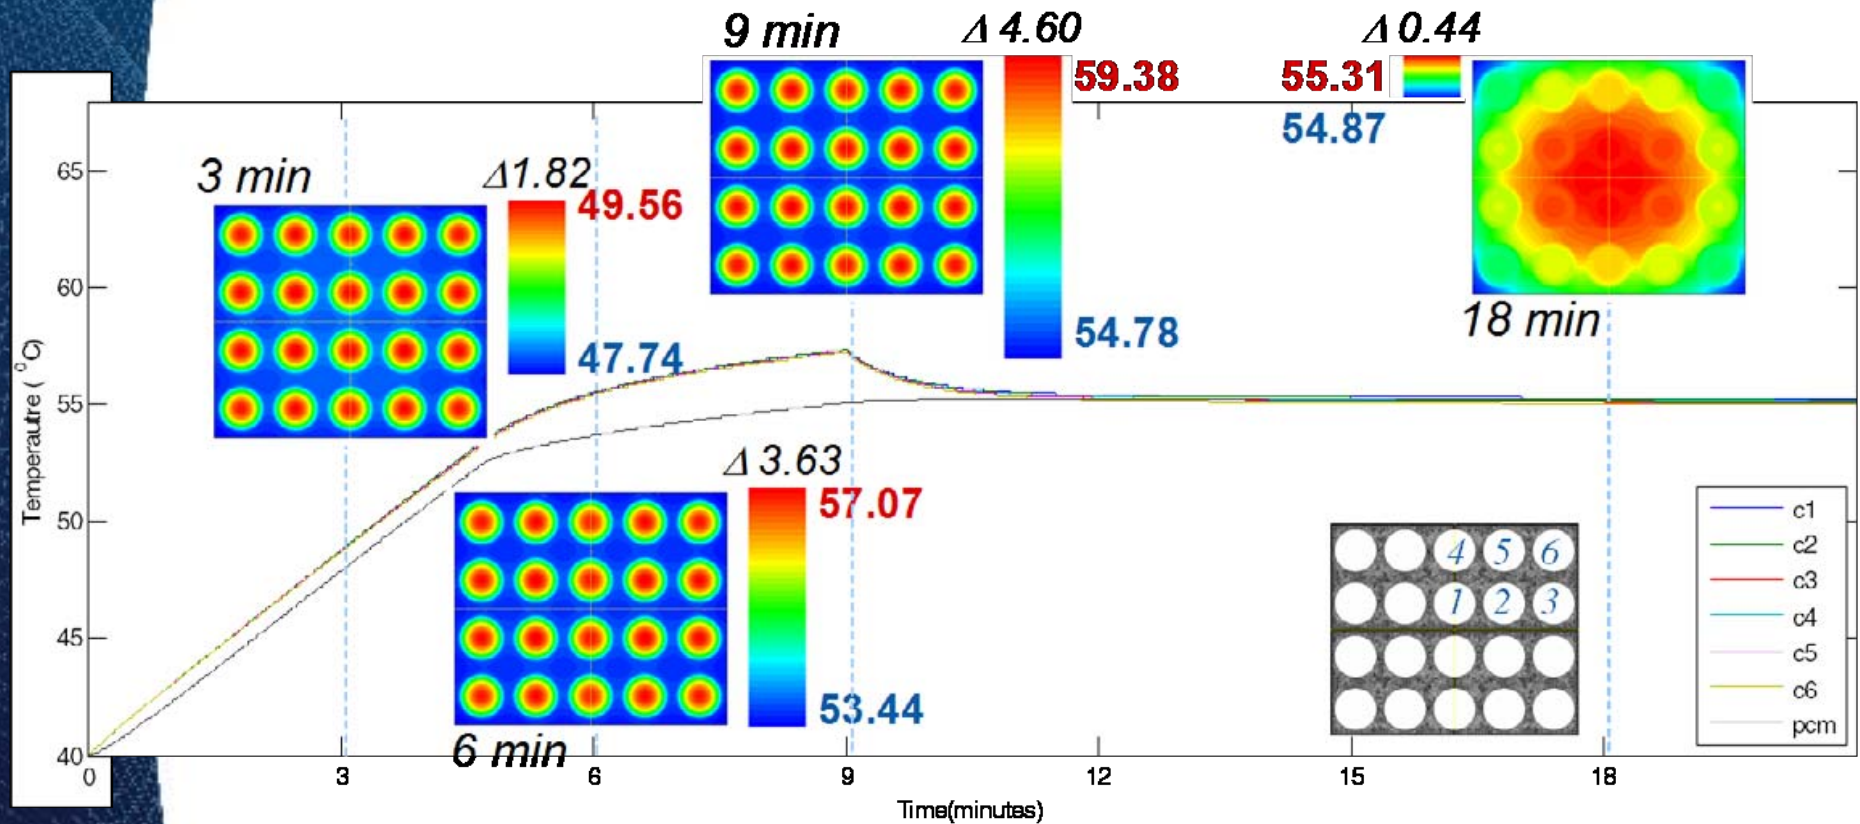 9 min
Δ 4.60
Δ 0.44
59.38
55.31
54.87
3 min
Δ1.82
49.56
47.74
54.78
18 min
Δ 3.63
57.07
53.44
6 min
Temperautre ( °C)
65
60
55
50
45
40
0
3
6
9
12
15
18
Time(minutes)
4 5 6
1 2 3
c1
c2
c3
c4
c5
c6
pcm